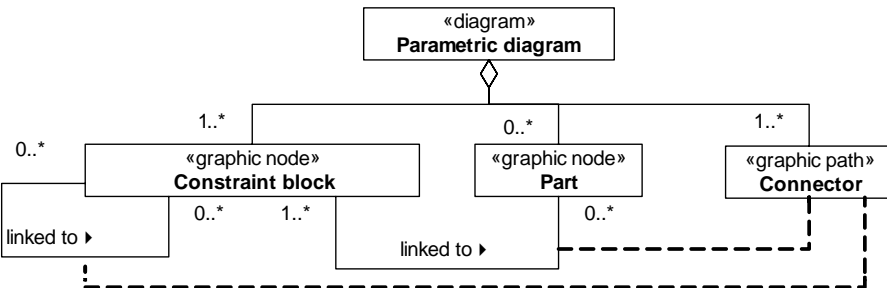 «diagram»
Parametric diagram
1..*
0..*
1..*
0..*
«graphic node»
Constraint block
«graphic node»
Part
«graphic path»
Connector
0..*
1..*
0..*
linked to
linked to